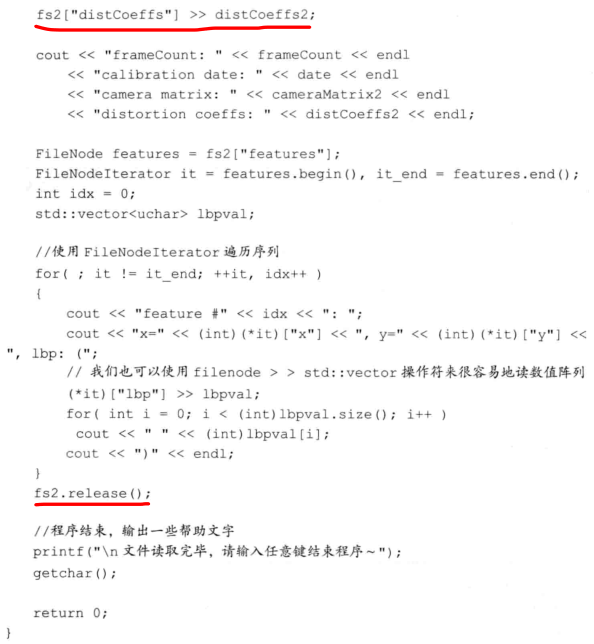 fs2["distCoeffs"] >> distCoeffs2;
cout << "frameCount: " << frameCount << endl
<< "calibration date: " << date << endl
<< "camera matrix: " << cameraMatrix2 << endl
<< "distortion coeffs: " << distCoeffs2 << endl;
FileNode features = fs2["features"];
FileNodeIterator it = features.begin(), it_end = features.end();
int idx = 0;
std::vector<uchar> lbpval;
//使用 FileNodeIterator 遍历序列
for( ; it != it_end; ++it, idx++ )
{
cout << "feature #" << idx << ": ";
cout << "x=" << (int)(*it)["x"] << ", y=" << (int)(*it)["y"] <<
", lbp: (";
// 我们也可以使用 filenode > > std::vector 操作符来很容易地读数值阵列
(*it)["lbp"] >> lbpval;
for( int i = 0; i < (int)lbpval.size(); i++ )
cout << " " << (int)lbpval[i];
cout << ")" << endl;
}
fs2.release();
//程序结束，输出一些帮助文字
printf("\n 文件读取完毕，请输入任意键结束程序~");
getchar();
return 0;
}